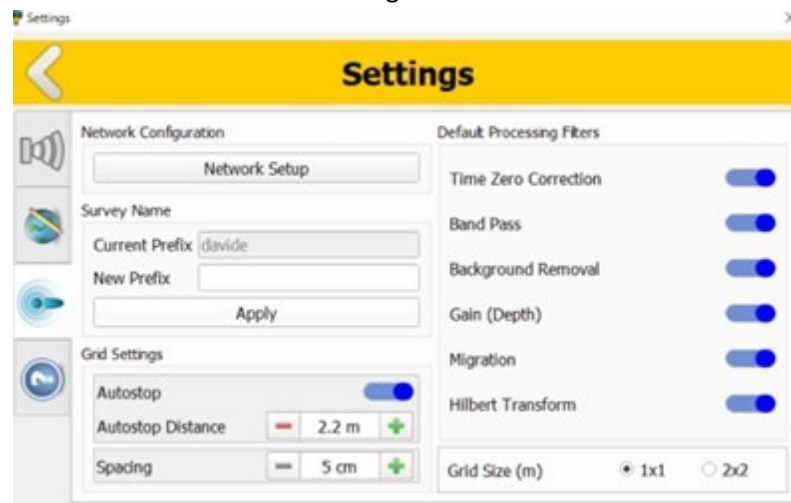 Settings
Settings
Network Configuration
Network Setup
Survey Name
Current Prefix davide
New Prefix
Apply
Grid Settings
Autostop
Autostop Distance 2.2 m
Spacing 5 cm
Default Processing Filters
Time Zero Correction
Band Pass
Background Removal
Gain (Depth)
Migration
Hilbert Transform
Grid Size (m) 1x1 2x2